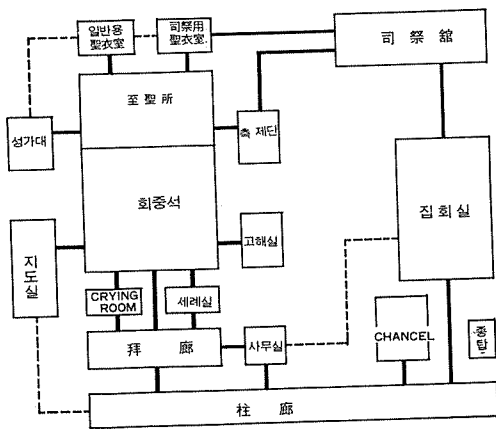 일반용
聖衣室
司祭用
聖衣室
司 祭 舘
至 聖 所
성가대
측 제단
회중석
집 회 실
고해실
지
도
실
CRYING
ROOM
세례실
CHANCEL
종
탑
拜 廊
사무실
柱 廊